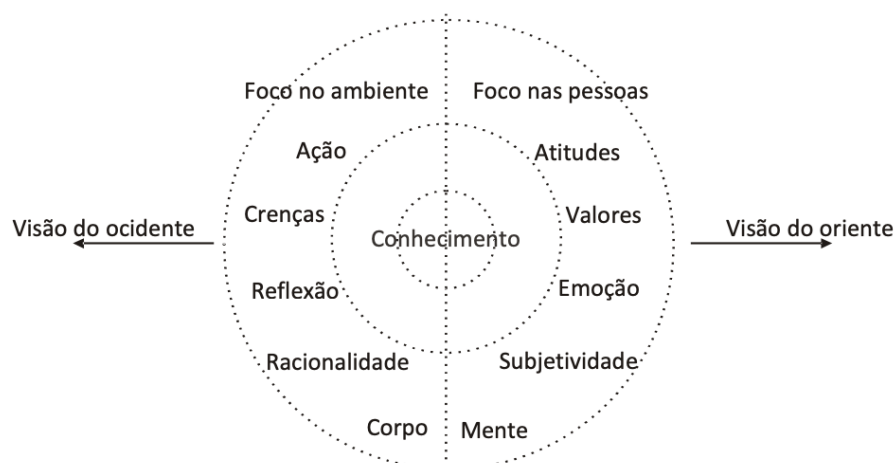 Foco no ambiente
Foco nas pessoas
Ação
Atitudes
Crenças
Valores
Visão do ocidente
Conhecimento
Visão do oriente
Reflexão
Emoção
Racionalidade
Subjetividade
Corpo
Mente